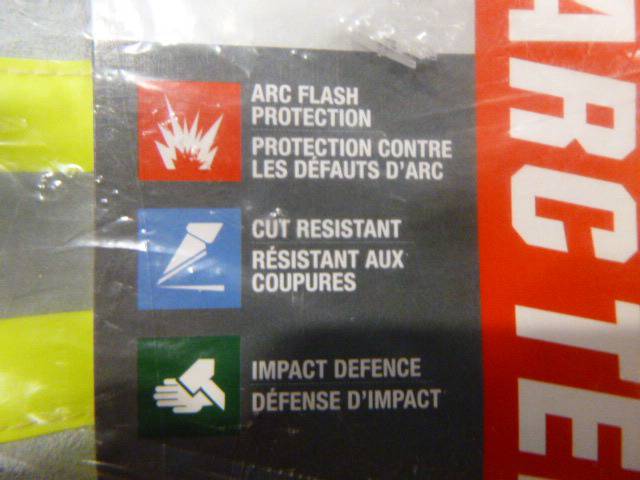 ARC FLASH
PROTECTION
PROTECTION CONTRE
LES DÉFAUTS D'ARC
CUT RESISTANT
RÉSISTANT AUX
COUPURES
IMPACT DEFENCE
DÉFENSE D'IMPACT
ARCTE